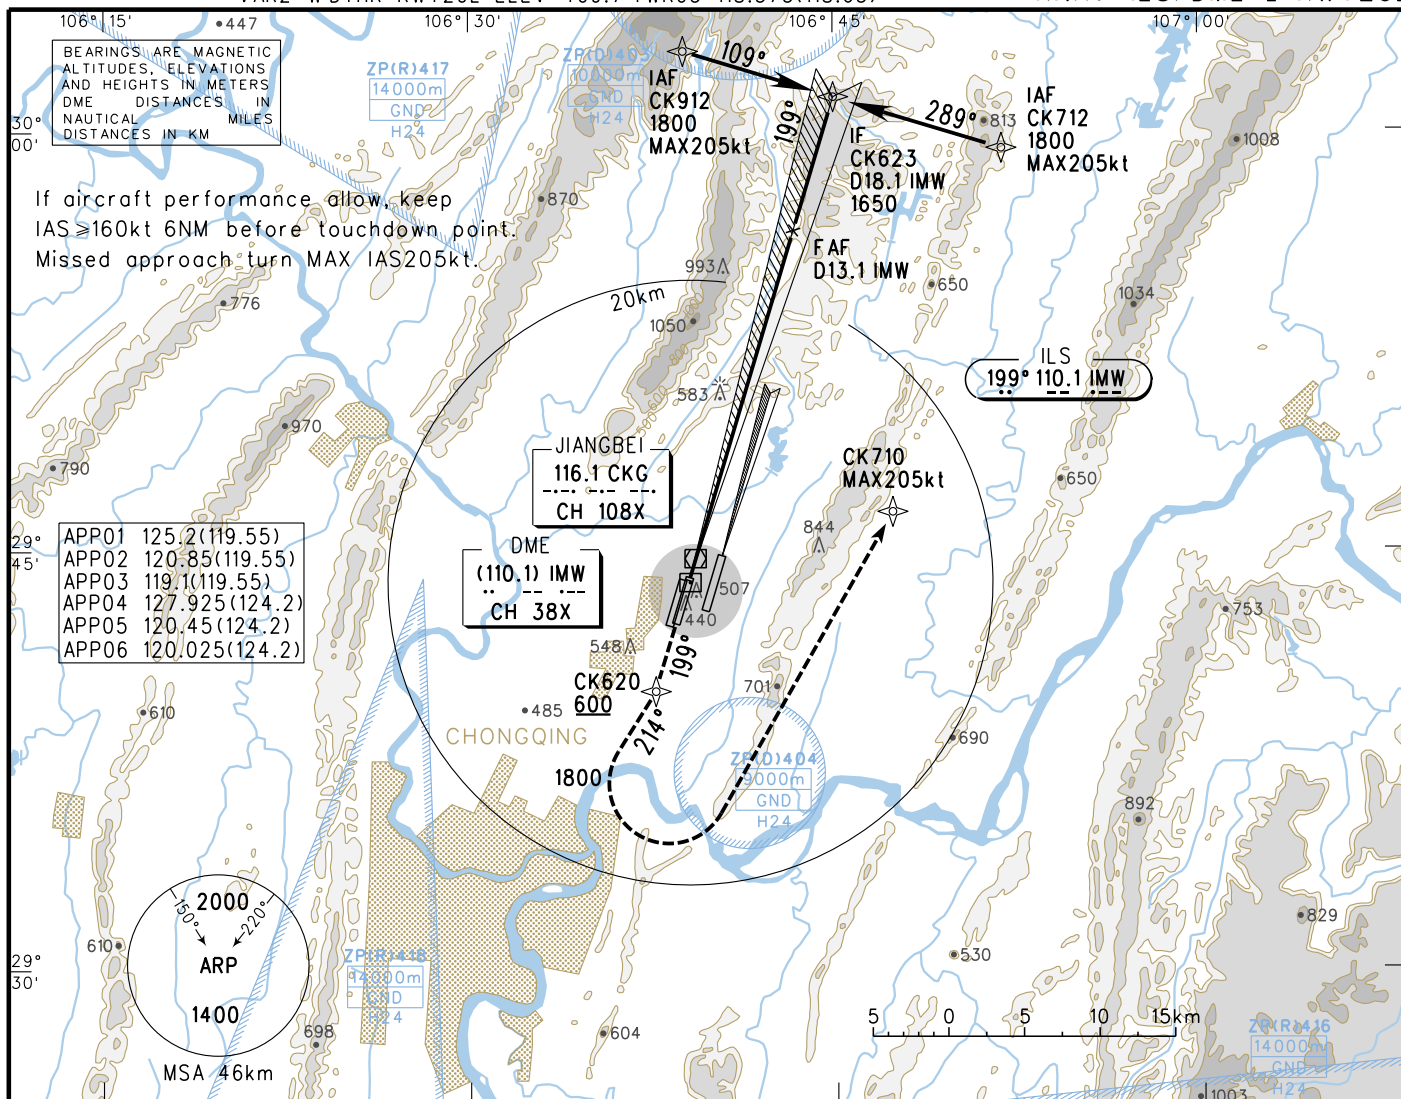 106° 15'
106° 30'
106° 45'
107° 00'
447
BEARINGS ARE MAGNETIC
ALTITUDES, ELEVATIONS
AND HEIGHTS IN METERS
DME DISTANCES IN
NAUTICAL MILES
DISTANCES IN KM
ZP(R)417
14000m
GND
H24
ZP(D)403
10000m
GND
H24
IAF
CK912
1800
MAX205kt
109°
199°
289°
IAF
CK712
1800
MAX205kt
813
1008
30°
00'
IF
CK623
D18.1 IMW
1650
If aircraft performance allow, keep
IAS≥160kt 6NM before touchdown point.
Missed approach turn MAX IAS205kt.
870
FAF
D13.1 IMW
993
650
776
20km
1034
1050
800
ILS
199° 110.1 IMW
·· –– ·––
583
500
600
970
790
JIANGBEI
116.1 CKG
–·–· –·– ––·
CH 108X
CK710
MAX205kt
650
844
29°
45'
APP01 125.2(119.55)
APP02 120.85(119.55)
APP03 119.1(119.55)
APP04 127.925(124.2)
APP05 120.45(124.2)
APP06 120.025(124.2)
DME
(110.1) IMW
·· –– ·––
CH 38X
507
440
753
548
199°
CK620
600
701
610
485
214°
690
CHONGQING
ZP(D)404
9000m
GND
H24
1800
892
2000
150°
220°
ARP
1400
MSA 46km
829
610
530
29°
30'
ZP(R)418
14000m
GND
H24
698
604
5 0 5 10 15km
ZP(R)416
14000m
GND
H24
1003